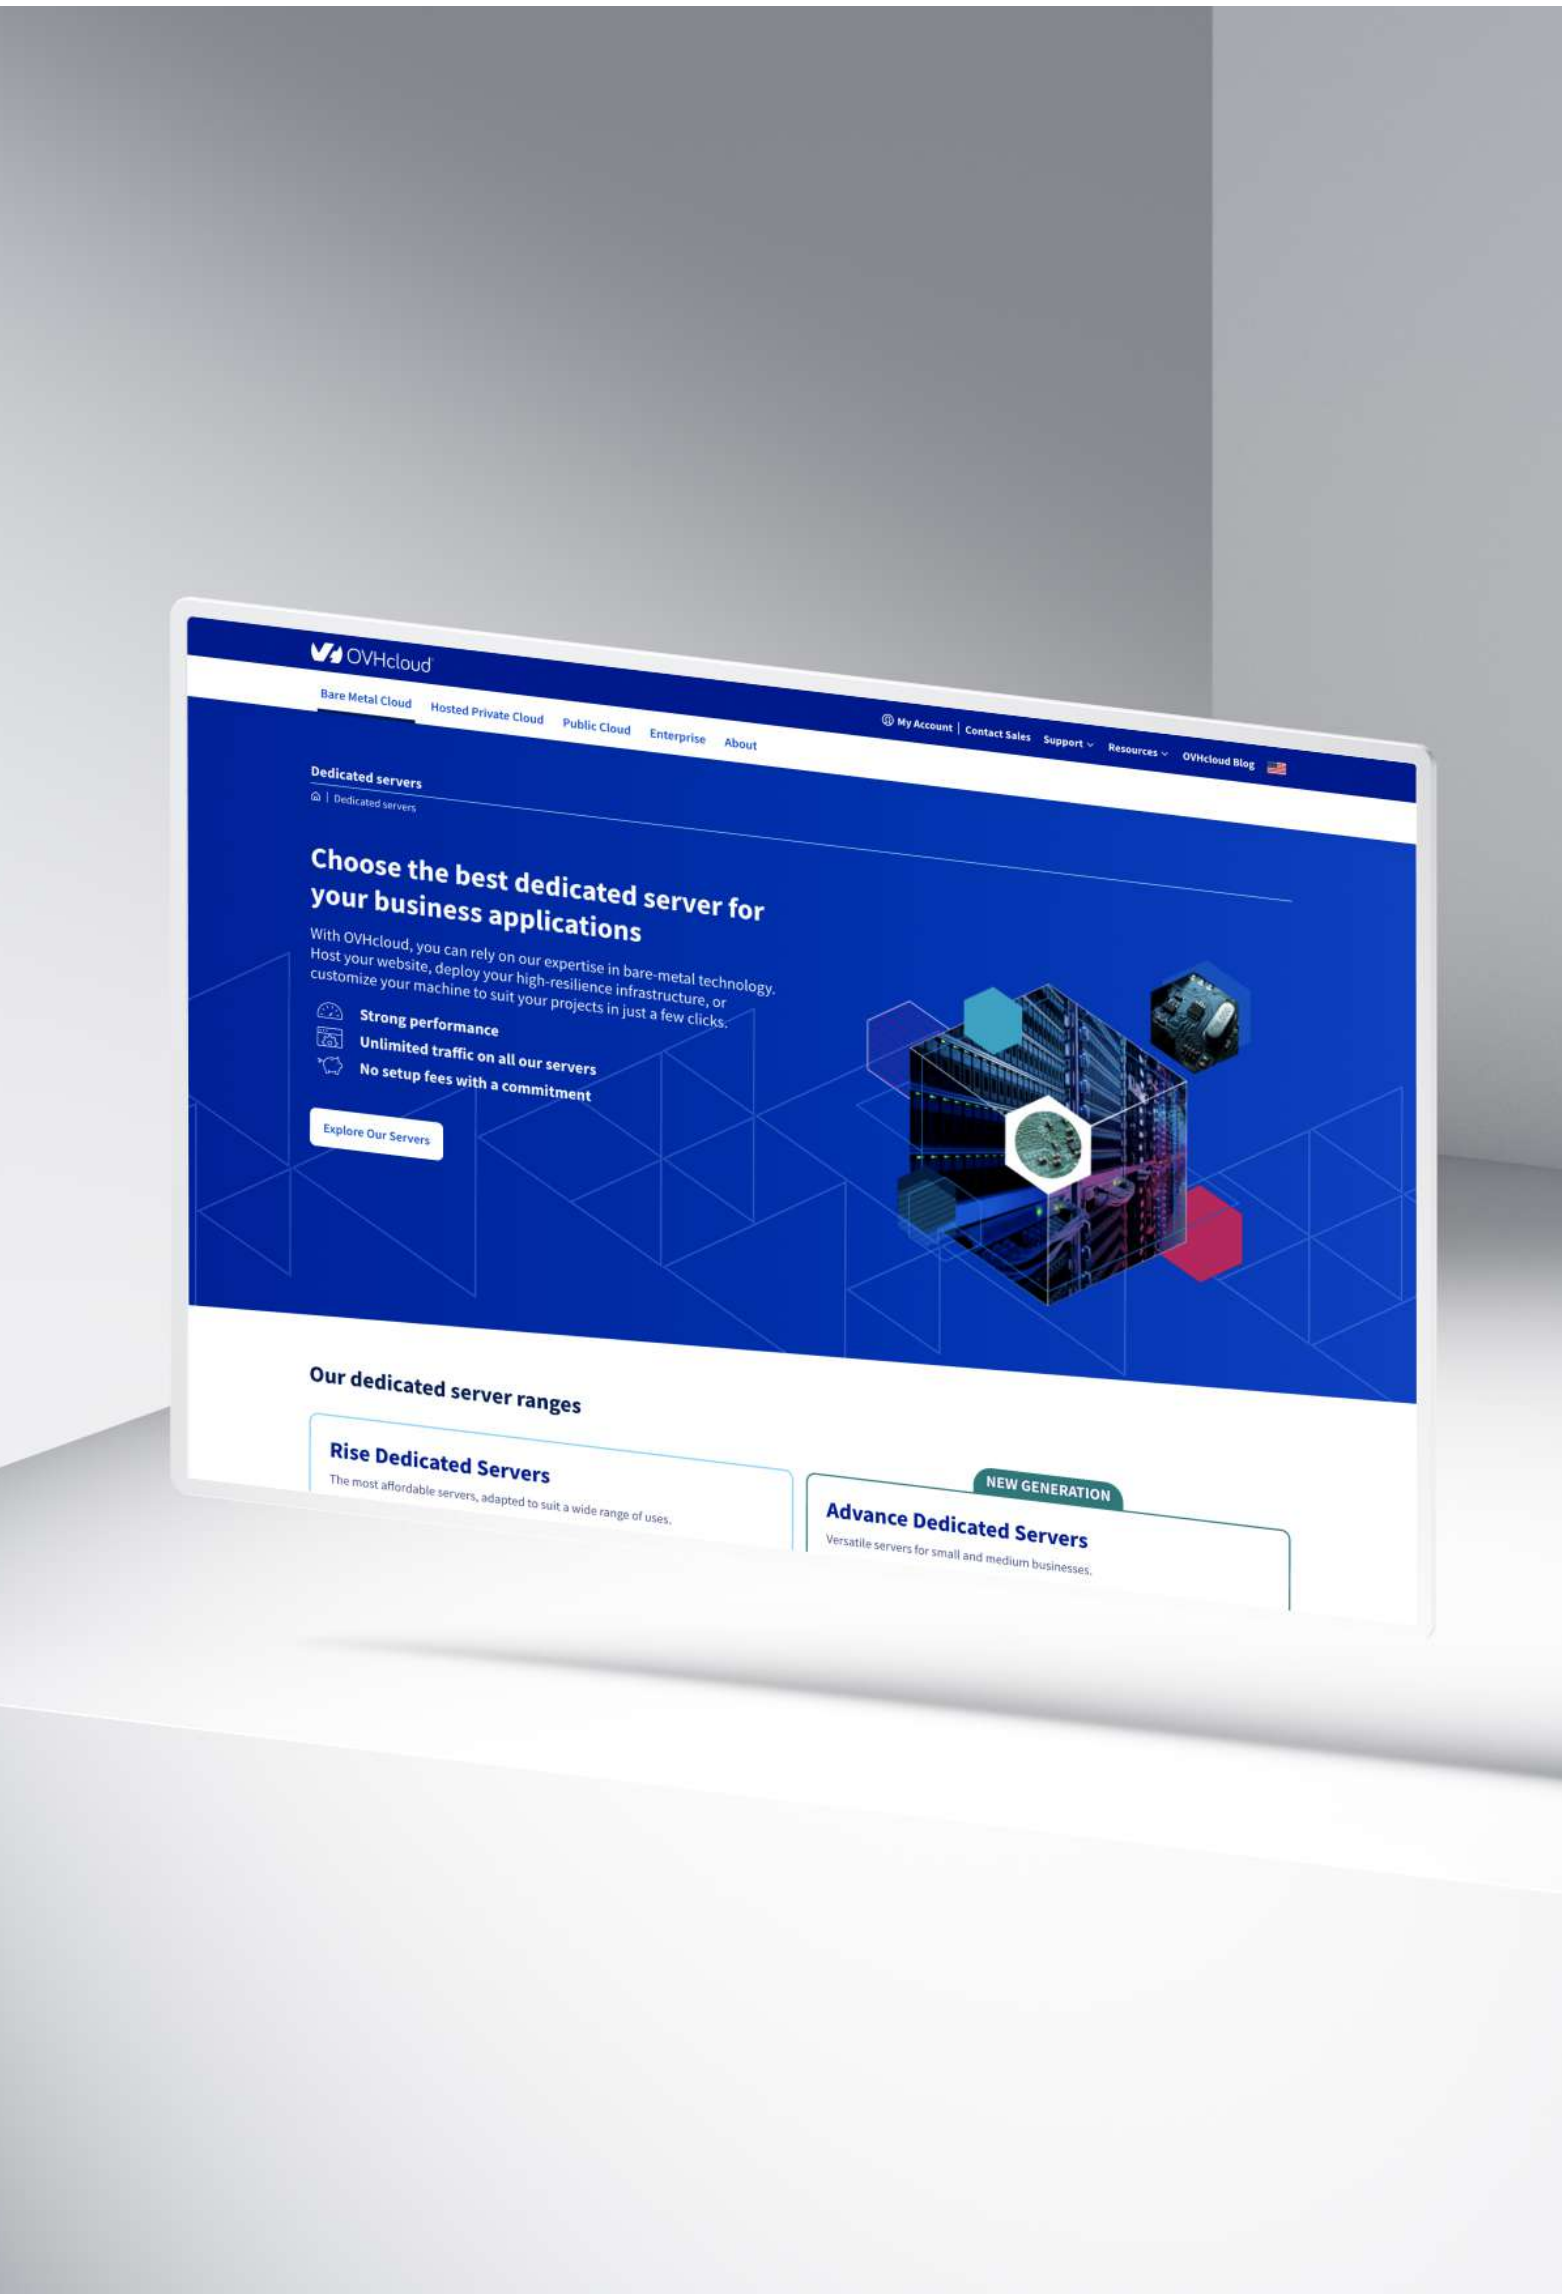 OVHcloud
My Account | Contact Sales Support Resources OVHcloud Blog
Bare Metal Cloud Hosted Private Cloud Public Cloud Enterprise About
Dedicated servers
| Dedicated servers
Choose the best dedicated server for
your business applications
With OVHcloud, you can rely on our expertise in bare-metal technology.
Host your website, deploy your high-resilience infrastructure, or
customize your machine to suit your projects in just a few clicks.
Strong performance
Unlimited traffic on all our servers
No setup fees with a commitment
Explore Our Servers
Our dedicated server ranges
Rise Dedicated Servers
The most affordable servers, adapted to suit a wide range of uses.
NEW GENERATION
Advance Dedicated Servers
Versatile servers for small and medium businesses.